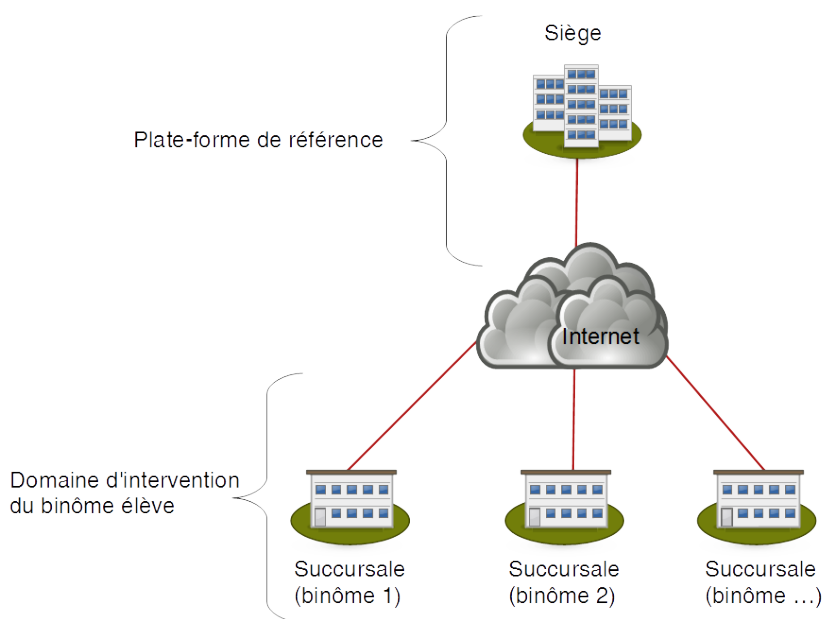 Siège
Plate-forme de référence
Internet
Domaine d'intervention
du binôme élève
Succursale
(binôme 1)
Succursale
(binôme 2)
Succursale
(binôme ...)